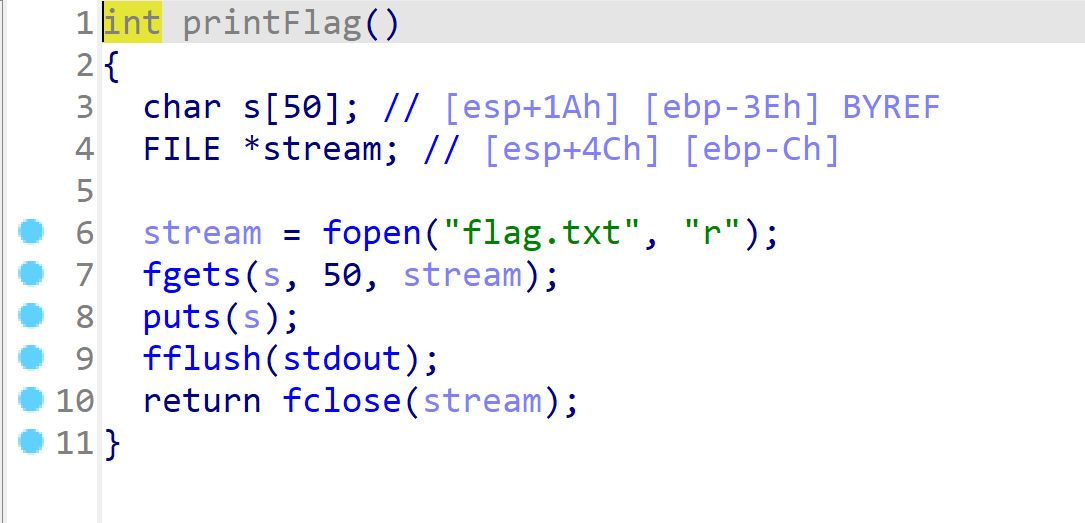 1 int printFlag()
2 {
3   char s[50]; // [esp+1Ah] [ebp-3Eh] BYREF
4   FILE *stream; // [esp+4Ch] [ebp-Ch]
5
6   stream = fopen("flag.txt", "r");
7   fgets(s, 50, stream);
8   puts(s);
9   fflush(stdout);
10   return fclose(stream);
11 }